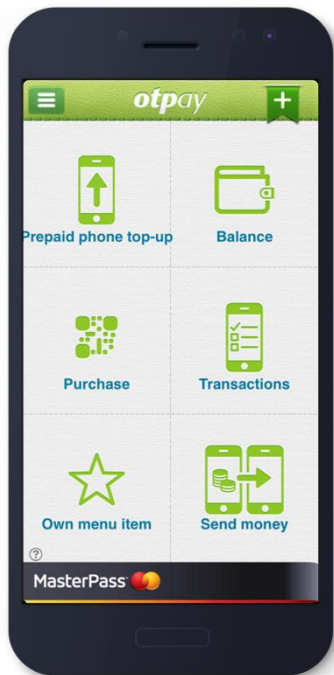 otpay
Prepaid phone top-up
Balance
Purchase
Transactions
Own menu item
Send money
?
MasterPass